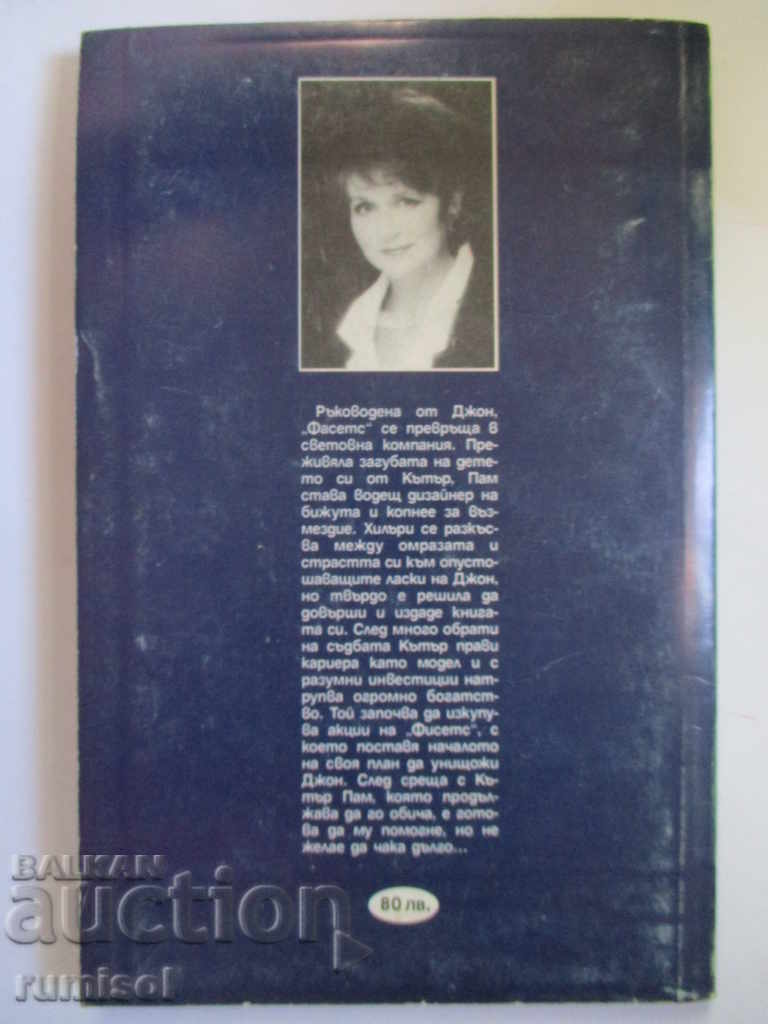 Ръководена от Джон,
„Фасетс“ се превръща в
световна компания. Пре-
живяла загубата на дете-
то си от Кътър, Пам
става водещ дизайнер на
бижута и копнее за въз-
мездие. Хилъри се разкъс-
ва между омразата и
страстта си към опусто-
шаващите ласки на Джон,
но твърдо е решила да
довърши и издаде книга-
та си. След много обрати
на съдбата Кътър прави
кариера като модел и с
разумни инвестиции нат-
рупва огромно богатст-
во. Той започва да изкупу-
ва акции на „Фисетс“, с
което поставя началото
на своя план да унищожи
Джон. След среща с Къ-
тър Пам, която продъл-
жава да го обича, е гото-
ва да му помогне, но не
желае да чака дълго...
80 лв.
BALKAN
auction
rumisol